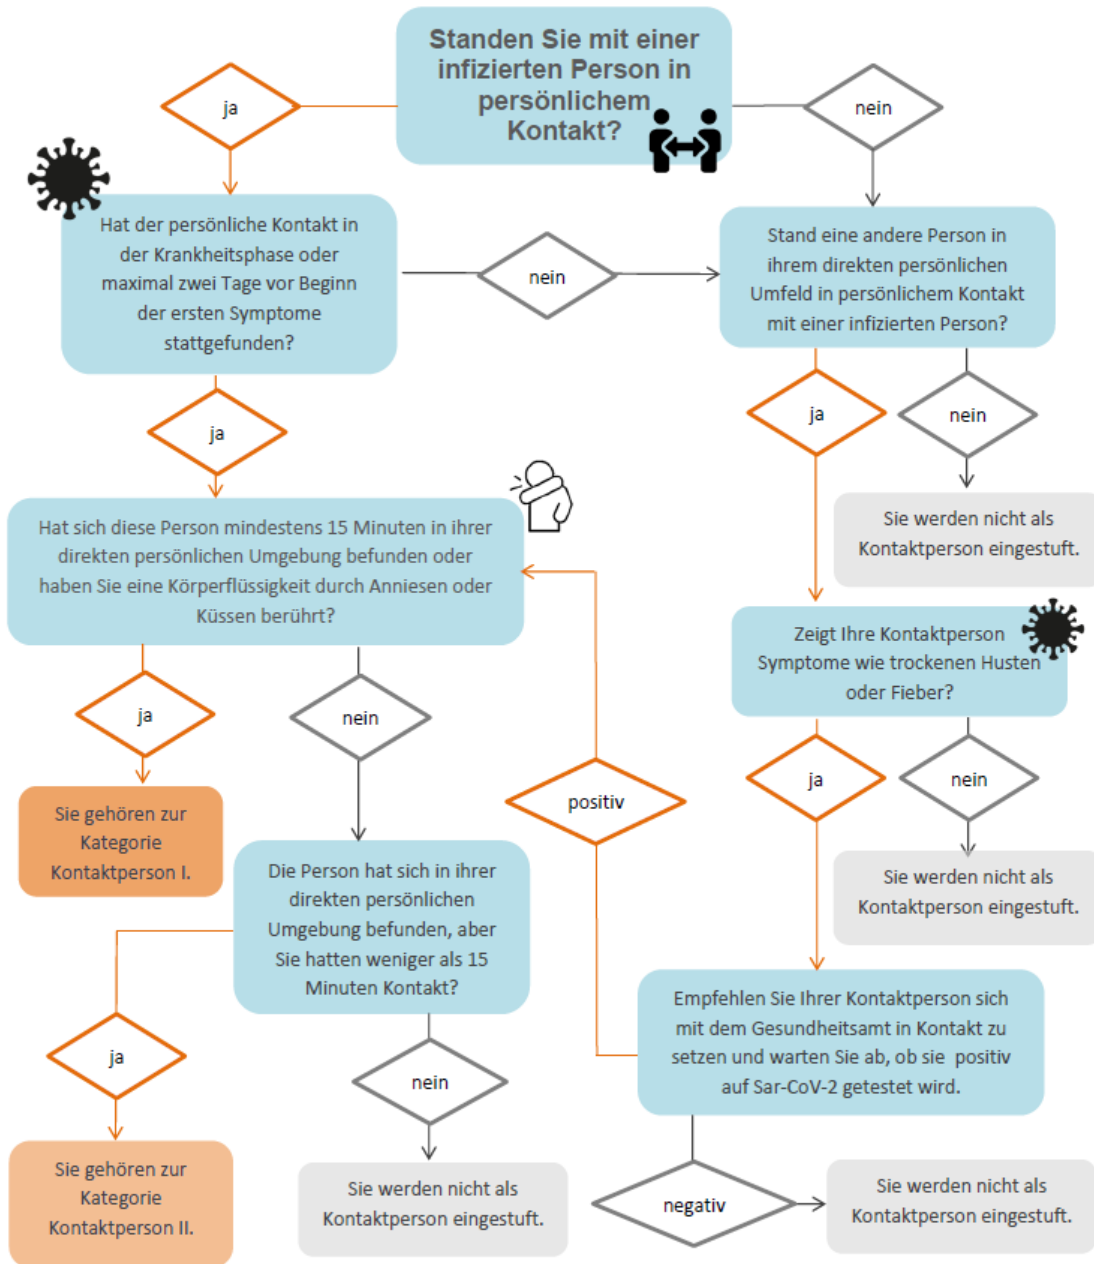 Standen Sie mit einer
infizierten Person in
persönlichem
Kontakt?
ja
nein
Hat der persönliche Kontakt in
der Krankheitsphase oder
maximal zwei Tage vor Beginn
der ersten Symptome
stattgefunden?
nein
Stand eine andere Person in
ihrem direkten persönlichen
Umfeld in persönlichem Kontakt
mit einer infizierten Person?
ja
ja
nein
Hat sich diese Person mindestens 15 Minuten in ihrer
direkten persönlichen Umgebung befunden oder
haben Sie eine Körperflüssigkeit durch Anniesen oder
Küssen berührt?
Sie werden nicht als
Kontaktperson eingestuft.
Zeigt Ihre Kontaktperson
Symptome wie trockenen Husten
oder Fieber?
ja
nein
ja
nein
positiv
Sie gehören zur
Kategorie
Kontaktperson I.
Die Person hat sich in ihrer
direkten persönlichen
Umgebung befunden, aber
Sie hatten weniger als 15
Minuten Kontakt?
Sie werden nicht als
Kontaktperson eingestuft.
Empfehlen Sie Ihrer Kontaktperson sich
mit dem Gesundheitsamt in Kontakt zu
setzen und warten Sie ab, ob sie positiv
auf Sar-CoV-2 getestet wird.
ja
nein
Sie gehören zur
Kategorie
Kontaktperson II.
Sie werden nicht als
Kontaktperson eingestuft.
negativ
Sie werden nicht als
Kontaktperson eingestuft.